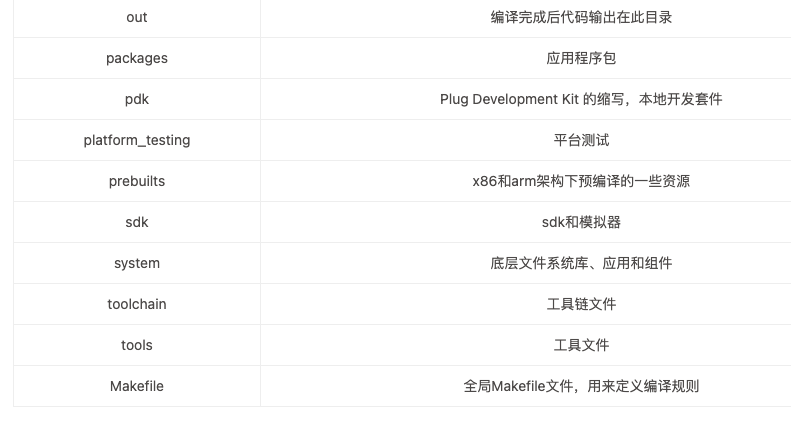 out 编译完成后代码输出在此目录
packages 应用程序包
pdk Plug Development Kit 的缩写，本地开发套件
platform_testing 平台测试
prebuilts x86和arm架构下预编译的一些资源
sdk sdk和模拟器
system 底层文件系统库、应用和组件
toolchain 工具链文件
tools 工具文件
Makefile 全局Makefile文件，用来定义编译规则